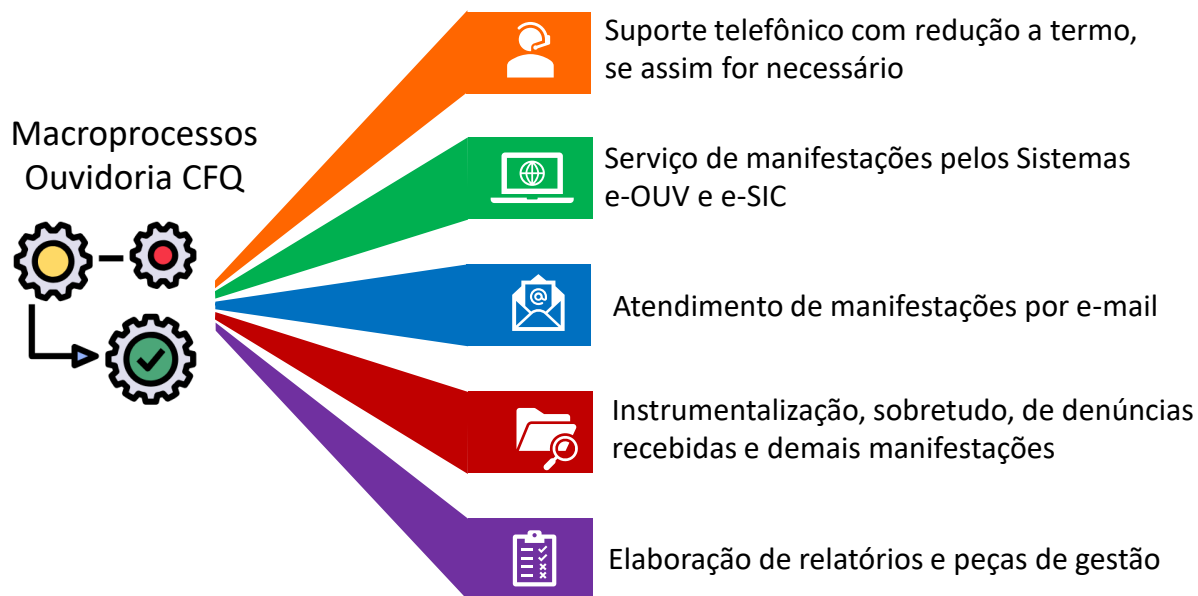 Macroprocessos
Ouvidoria CFQ
Suporte telefônico com redução a termo,
se assim for necessário
Serviço de manifestações pelos Sistemas
e-OUV e e-SIC
@
Atendimento de manifestações por e-mail
Instrumentalização, sobretudo, de denúncias
recebidas e demais manifestações
Elaboração de relatórios e peças de gestão